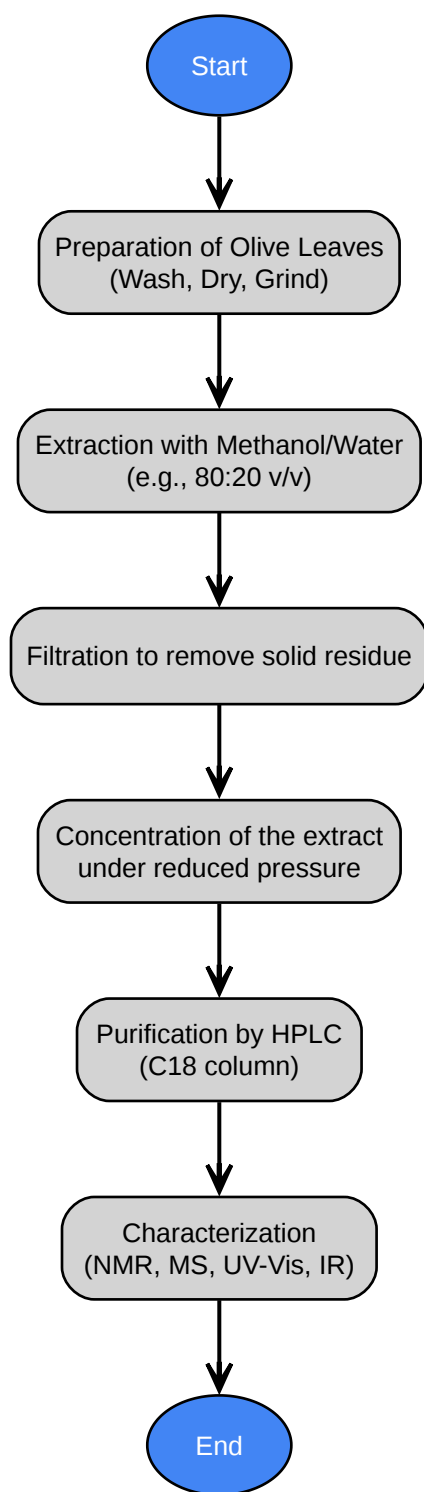 Start
Preparation of Olive Leaves
(Wash, Dry, Grind)
Extraction with Methanol/Water
(e.g., 80:20 v/v)
Filtration to remove solid residue
Concentration of the extract
under reduced pressure
Purification by HPLC
(C18 column)
Characterization
(NMR, MS, UV-Vis, IR)
End